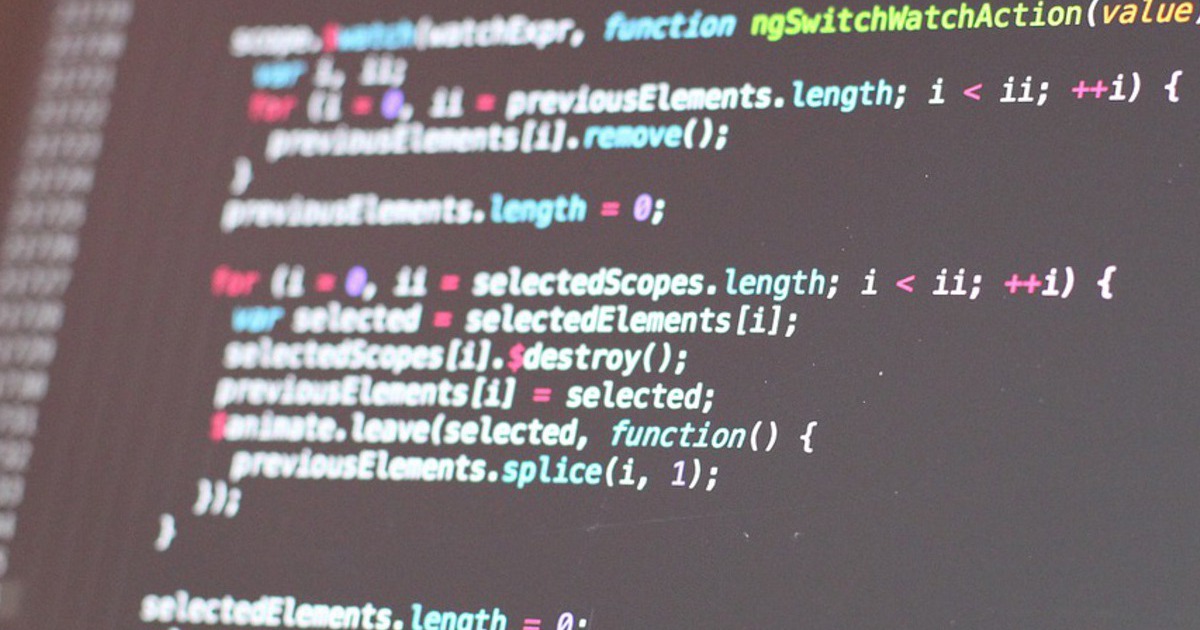 scope.$watch(watchExpr, function ngSwitchWatchAction(value
var i, ii;
for (i = 0, ii = previousElements.length; i < ii; ++i) {
previousElements[i].remove();
}
previousElements.length = 0;
for (i = 0, ii = selectedScopes.length; i < ii; ++i) {
var selected = selectedElements[i];
selectedScopes[i].$destroy();
previousElements[i] = selected;
$animate.leave(selected, function() {
previousElements.splice(i, 1);
});
}
selectedElements.length = 0;